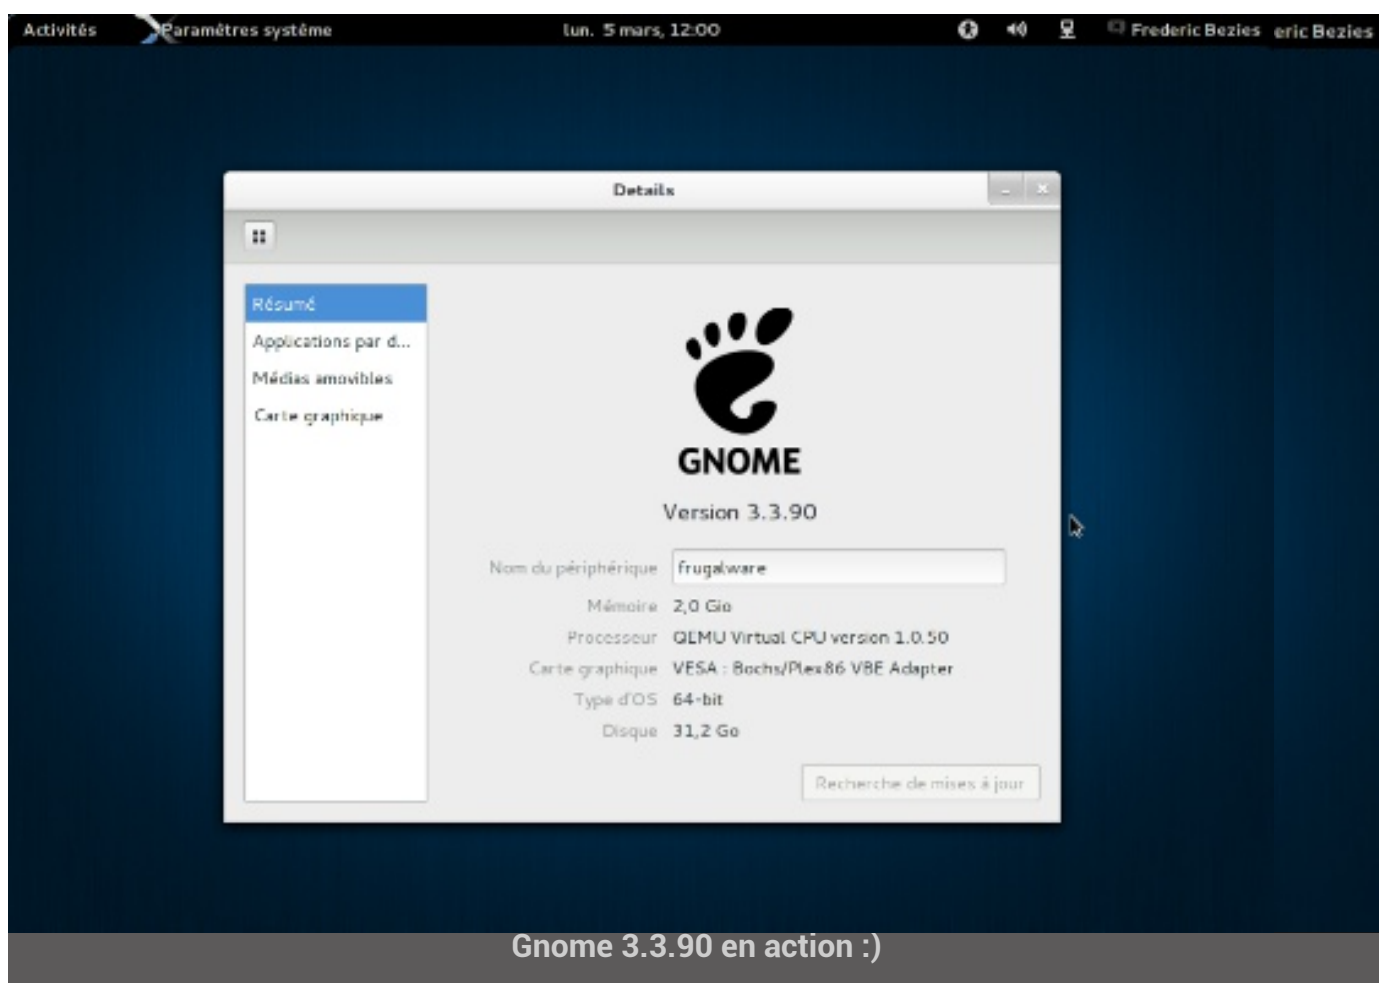 Activités Paramètres système lun. 5 mars, 12:00 Frederic Bezies eric Bezies
Details
Résumé
Applications par d...
Médias amovibles
Carte graphique
GNOME
Version 3.3.90
Nom du périphérique frugalware
Mémoire 2,0 Gio
Processeur QEMU Virtual CPU version 1.0.50
Carte graphique VESA : Bochs/Plex86 VBE Adapter
Type d'OS 64-bit
Disque 31,2 Go
Recherche de mises à jour
Gnome 3.3.90 en action :)